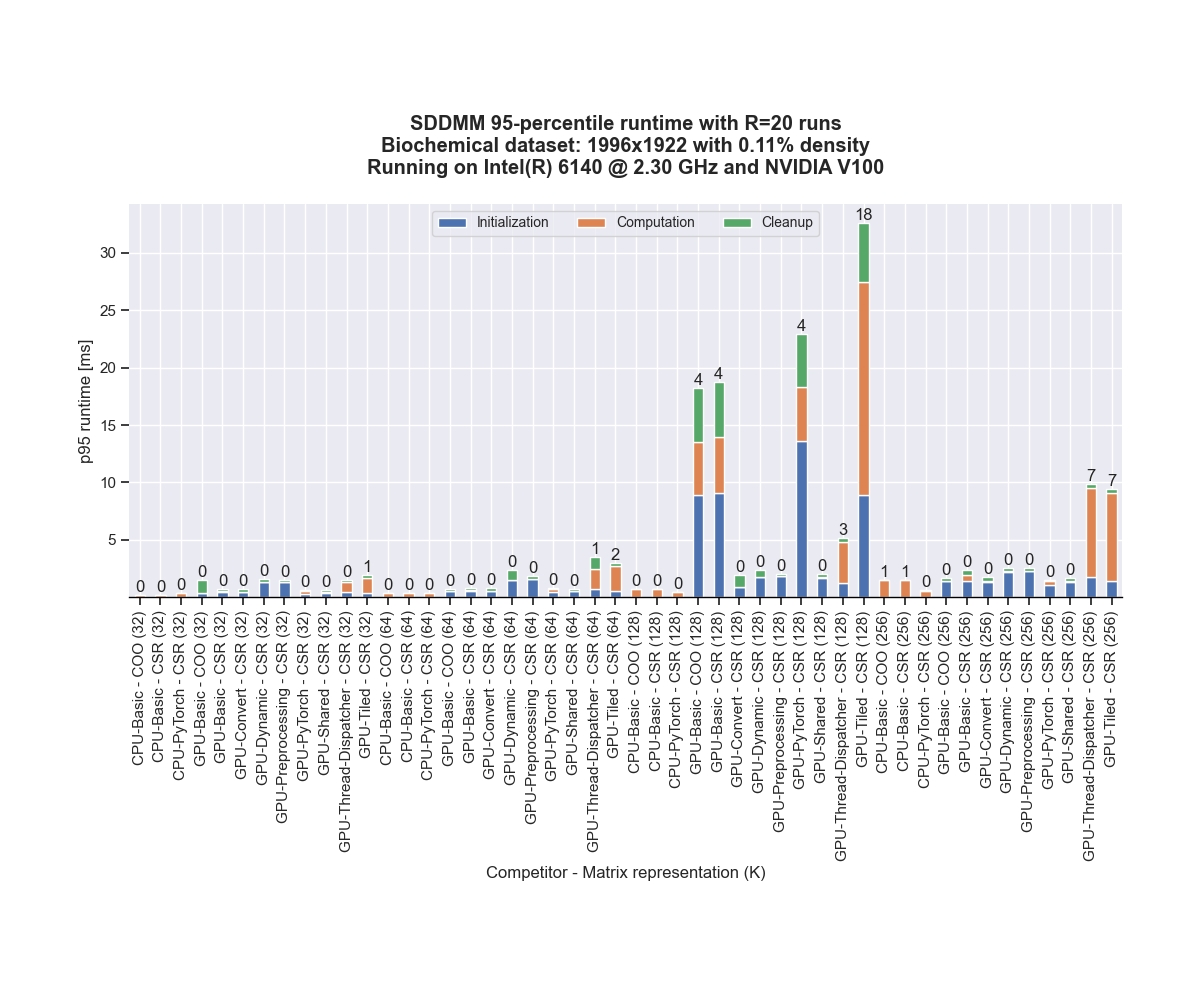 SDDMM 95-percentile runtime with R=20 runs
Biochemical dataset: 1996x1922 with 0.11% density
Running on Intel(R) 6140 @ 2.30 GHz and NVIDIA V100
Initialization Computation Cleanup
p95 runtime [ms]
30
25
20
15
10
5
0 0 0 0 0 0 0 0 0 0 0 1 0 0 0 0 0 0 0 0 0 0 1 2 0 0 0 4 4 0 0 0 4 0 3 18 1 1 0 0 0 0 0 0 0 0 7 7
CPU-Basic - COO (32)
CPU-Basic - CSR (32)
CPU-PyTorch - CSR (32)
GPU-Basic - COO (32)
GPU-Basic - CSR (32)
GPU-Convert - CSR (32)
GPU-Dynamic - CSR (32)
GPU-Preprocessing - CSR (32)
GPU-PyTorch - CSR (32)
GPU-Shared - CSR (32)
GPU-Thread-Dispatcher - CSR (32)
GPU-Tiled - CSR (32)
CPU-Basic - COO (64)
CPU-Basic - CSR (64)
CPU-PyTorch - CSR (64)
GPU-Basic - COO (64)
GPU-Basic - CSR (64)
GPU-Convert - CSR (64)
GPU-Dynamic - CSR (64)
GPU-Preprocessing - CSR (64)
GPU-PyTorch - CSR (64)
GPU-Shared - CSR (64)
GPU-Thread-Dispatcher - CSR (64)
GPU-Tiled - CSR (64)
CPU-Basic - COO (128)
CPU-Basic - CSR (128)
CPU-PyTorch - CSR (128)
GPU-Basic - COO (128)
GPU-Basic - CSR (128)
GPU-Convert - CSR (128)
GPU-Dynamic - CSR (128)
GPU-Preprocessing - CSR (128)
GPU-PyTorch - CSR (128)
GPU-Shared - CSR (128)
GPU-Thread-Dispatcher - CSR (128)
GPU-Tiled - CSR (128)
CPU-Basic - COO (256)
CPU-Basic - CSR (256)
CPU-PyTorch - CSR (256)
GPU-Basic - COO (256)
GPU-Basic - CSR (256)
GPU-Convert - CSR (256)
GPU-Dynamic - CSR (256)
GPU-Preprocessing - CSR (256)
GPU-PyTorch - CSR (256)
GPU-Shared - CSR (256)
GPU-Thread-Dispatcher - CSR (256)
GPU-Tiled - CSR (256)
Competitor - Matrix representation (K)